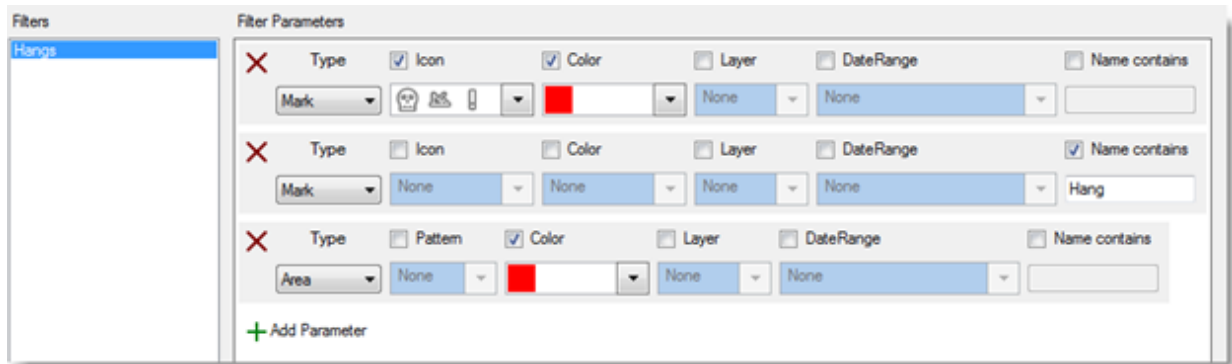 Filters Filter Parameters
Hangs
Type Icon Color Layer DateRange Name contains
Mark None None
Type Icon Color Layer DateRange Name contains
Mark None None None None Hang
Type Pattern Color Layer DateRange Name contains
Area None None None
Add Parameter